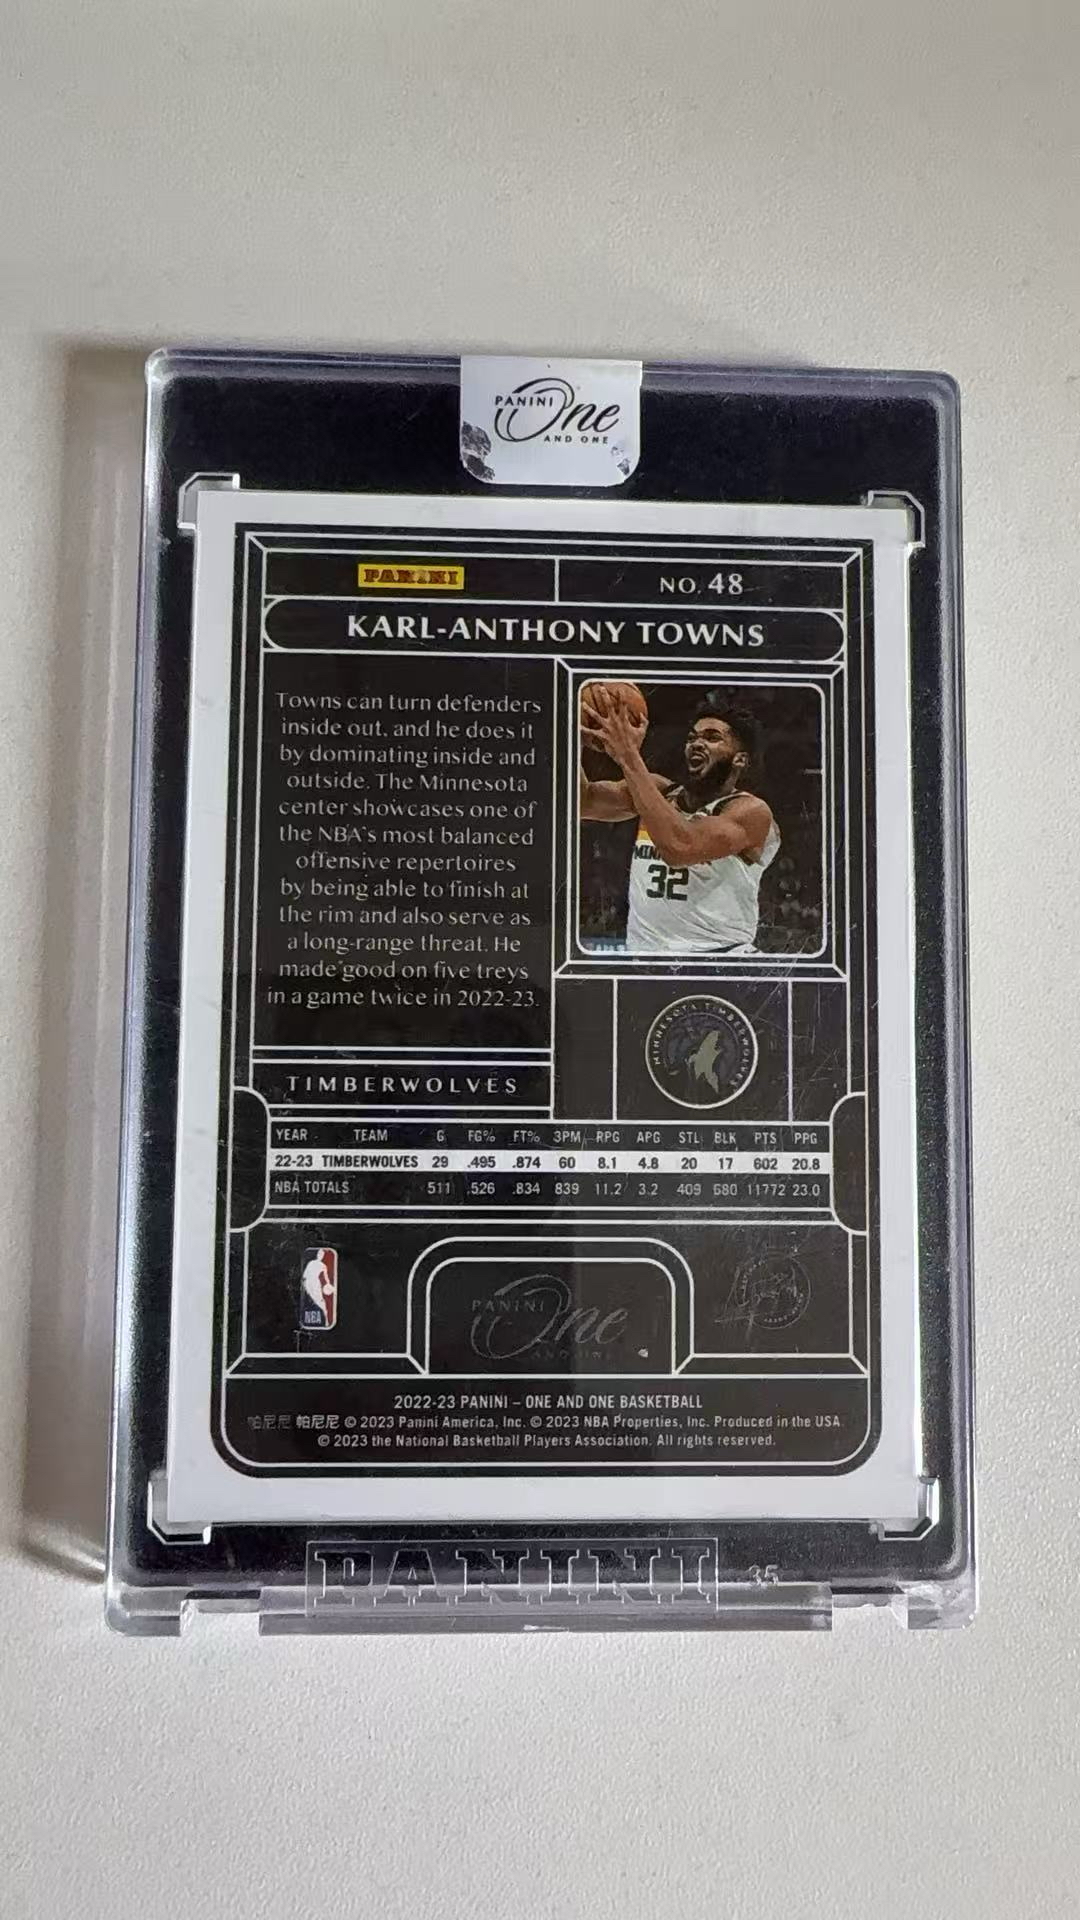 PANINI One
AND ONE
PANINI
NO. 48
KARL-ANTHONY TOWNS
Towns can turn defenders
inside out, and he does it
by dominating inside and
outside. The Minnesota
center showcases one of
the NBA's most balanced
offensive repertoires
by being able to finish at
the rim and also serve as
a long-range threat. He
made good on five treys
in a game twice in 2022-23.
32
MINNESOTA TIMBERWOLVES
TIMBERWOLVES
YEAR TEAM G FG% FT% 3PM RPG APG STL BLK PTS PPG
22-23 TIMBERWOLVES 29 .495 .874 60 8.1 4.8 20 17 602 20.8
NBA TOTALS 511 .526 .834 839 11.2 3.2 409 580 11772 23.0
NBA
PANINI One
AND ONE
2022-23 PANINI – ONE AND ONE BASKETBALL
帕尼尼 帕尼尼 © 2023 Panini America, Inc. © 2023 NBA Properties, Inc. Produced in the USA.
© 2023 the National Basketball Players Association. All rights reserved.
PANINI 35